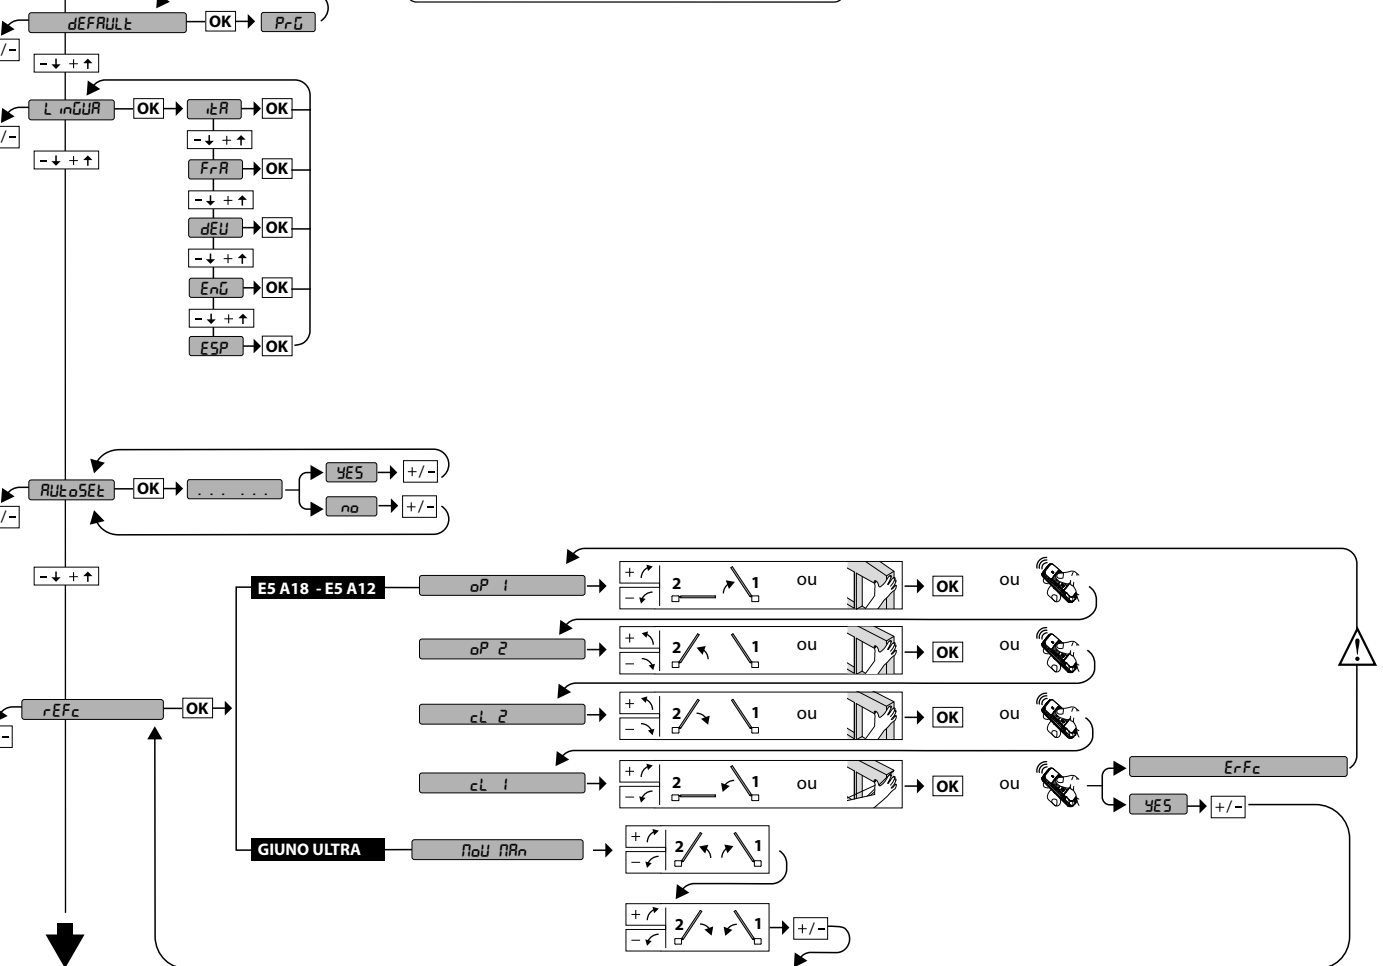 dEFAULt OK PrG
/-
- + 
LinGUA OK itA OK
/-
- +
- +
FrA OK
- +
dEU OK
- +
EnG OK
- +
ESP OK
AUtoSEt OK . . . . . . YES +/-
no +/-
/-
- +
E5 A18 - E5 A12 oP 1 + - 2 1 ou OK ou
oP 2 + - 2 1 ou OK ou
rEFc OK
-
cL 2 + - 2 1 ou OK ou
cL 1 + - 2 1 ou OK ou
ErFc
YES +/-
GIUNO ULTRA MoU MAn + - 2 1
+ - 2 1 +/-
!